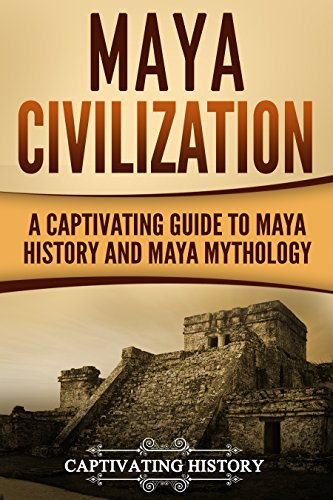 MAYA
CIVILIZATION
A CAPTIVATING GUIDE TO MAYA
HISTORY AND MAYA MYTHOLOGY
CAPTIVATING HISTORY